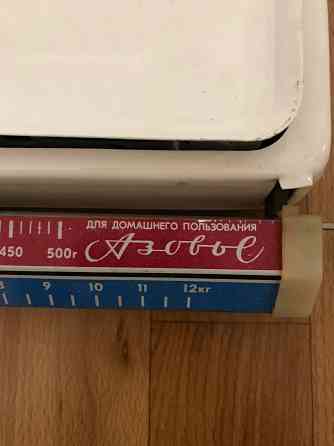 ДЛЯ ДОМАШНЕГО ПОЛЬЗОВАНИЯ
450 500г Азовье
8 9 10 11 12кг